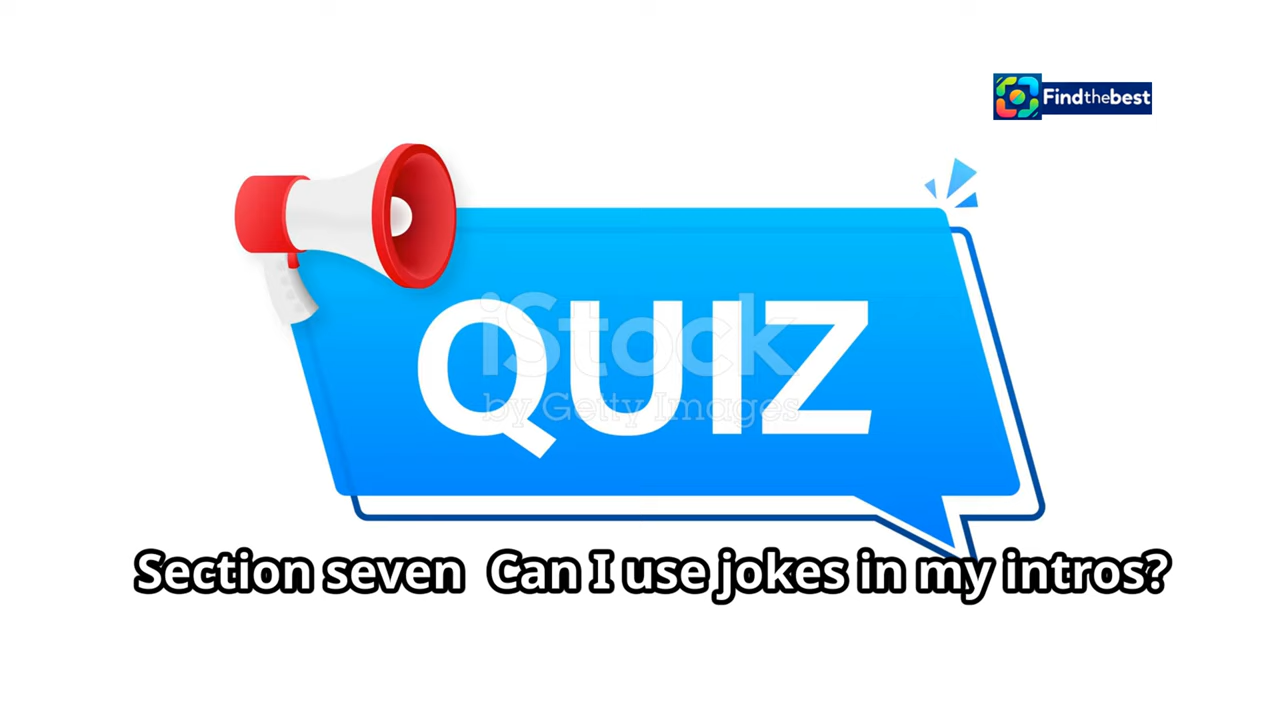 Findthebest
QUIZ
iStock
by Getty Images
Section seven Can I use jokes in my intros?